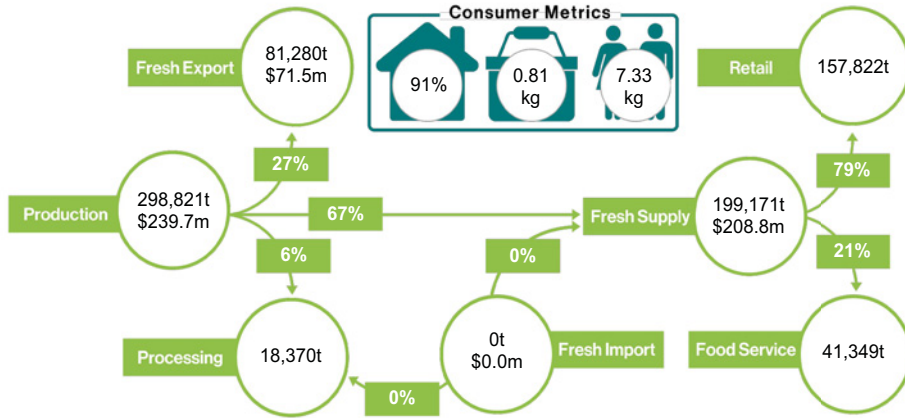 Consumer Metrics
Fresh Export
81,280t
$71.5m
91%
0.81
kg
7.33
kg
Retail
157,822t
27%
79%
Production
298,821t
$239.7m
67%
Fresh Supply
199,171t
$208.8m
6%
0%
21%
Processing
18,370t
0t
$0.0m
Fresh Import
Food Service
41,349t
0%